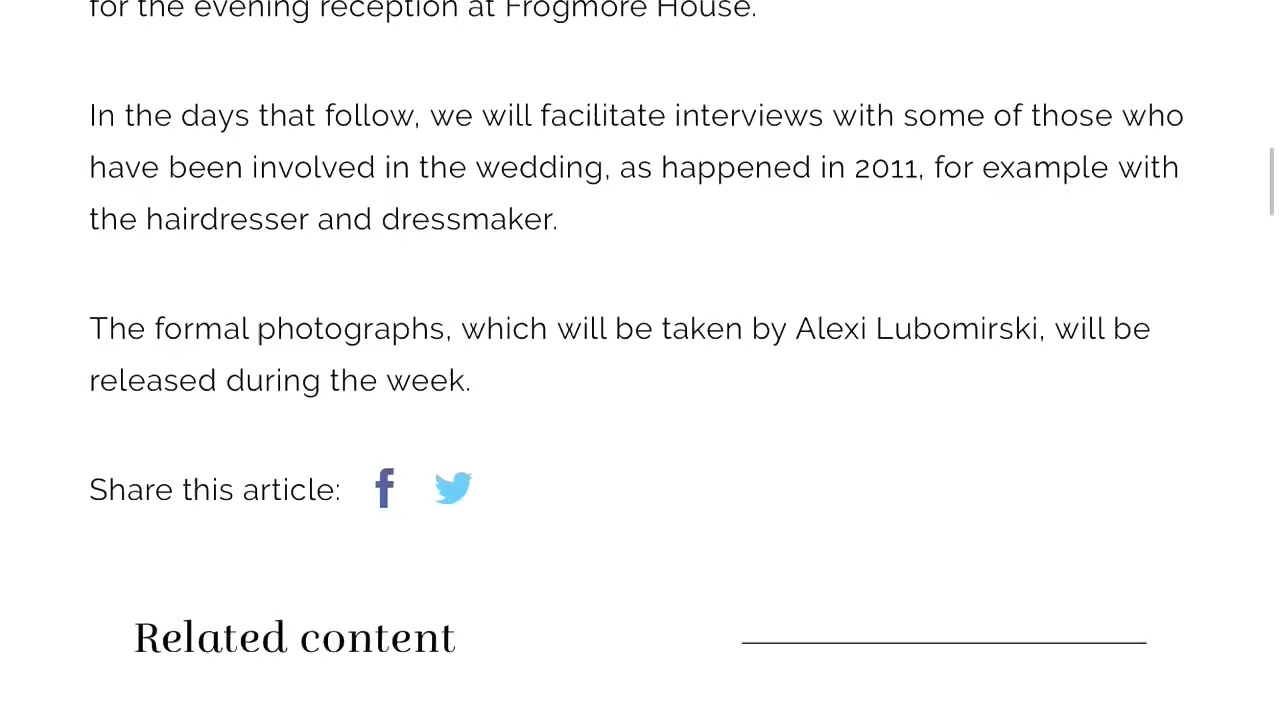 for the evening reception at Frogmore House.
In the days that follow, we will facilitate interviews with some of those who
have been involved in the wedding, as happened in 2011, for example with
the hairdresser and dressmaker.
The formal photographs, which will be taken by Alexi Lubomirski, will be
released during the week.
Share this article:
Related content